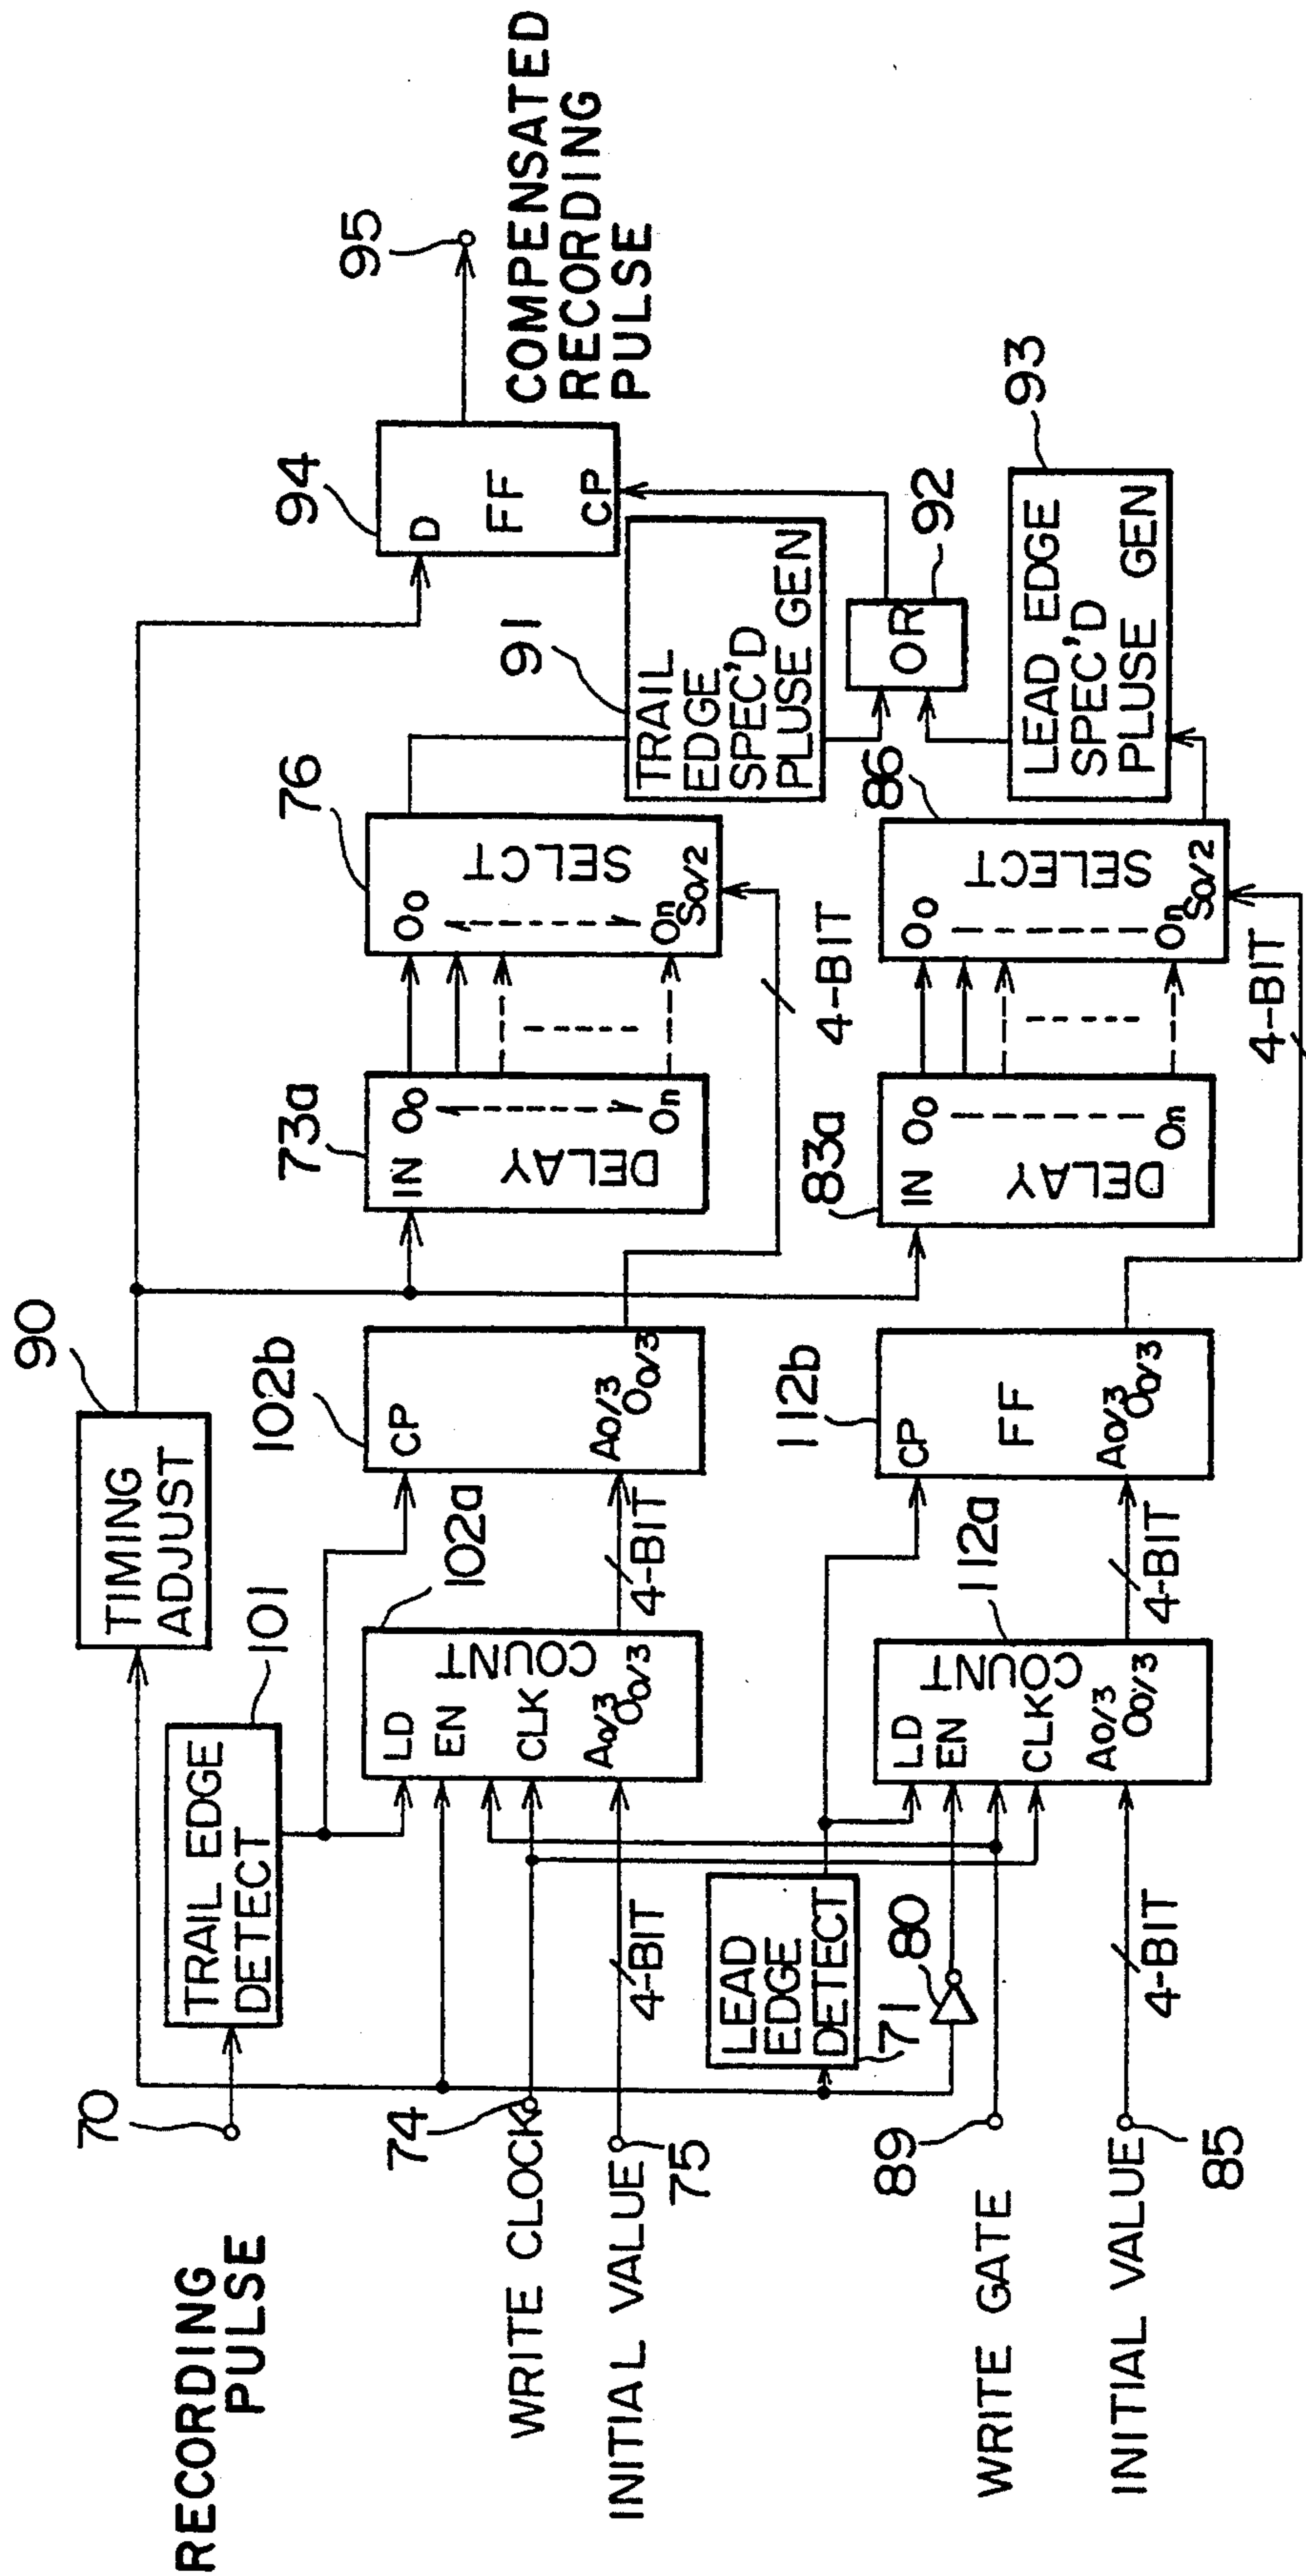 RECORDING
PULSE
70
TRAIL EDGE
DETECT
101
TIMING
ADJUST
90
WRITE CLOCK
74
INITIAL VALUE
75
4-BIT
LD
EN
CLK
A0/3
O0/3
COUNT
102a
4-BIT
102b
CP
A0/3
O0/3
73a
IN
O0
On
DELAY
76
O0
On
SELCT
S0/2
4-BIT
TRAIL
EDGE
SPEC'D
PLUSE GEN
91
94
D
FF
CP
95
COMPENSATED
RECORDING
PULSE
LEAD
EDGE
DETECT
71
80
WRITE GATE
89
INITIAL VALUE
85
4-BIT
LD
EN
CLK
A0/3
O0/3
COUNT
112a
4-BIT
112b
CP
FF
A0/3
O0/3
83a
IN
O0
On
DELAY
86
O0
On
SELECT
S0/2
4-BIT
OR
92
LEAD EDGE
SPEC'D
PLUSE GEN
93